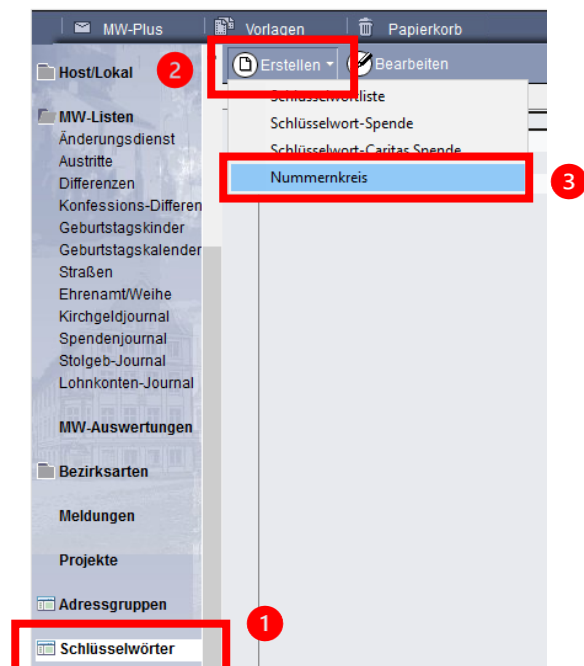 MW-Plus
Vorlagen
Papierkorb
2
Erstellen
Bearbeiten
Host/Lokal
MW-Listen
Änderungsdienst
Austritte
Differenzen
Konfessions-Differen
Geburtstagskinder
Geburtstagskalender
Straßen
Ehrenamt/Weihe
Kirchgeldjournal
Spendenjournal
Stolgeb-Journal
Lohnkonten-Journal
MW-Auswertungen
Bezirksarten
Meldungen
Projekte
Adressgruppen
Schlüsselwörter
1
Schlüsselwortliste
Schlüsselwort-Spende
Schlüsselwort-Caritas Spende
Nummernkreis
3